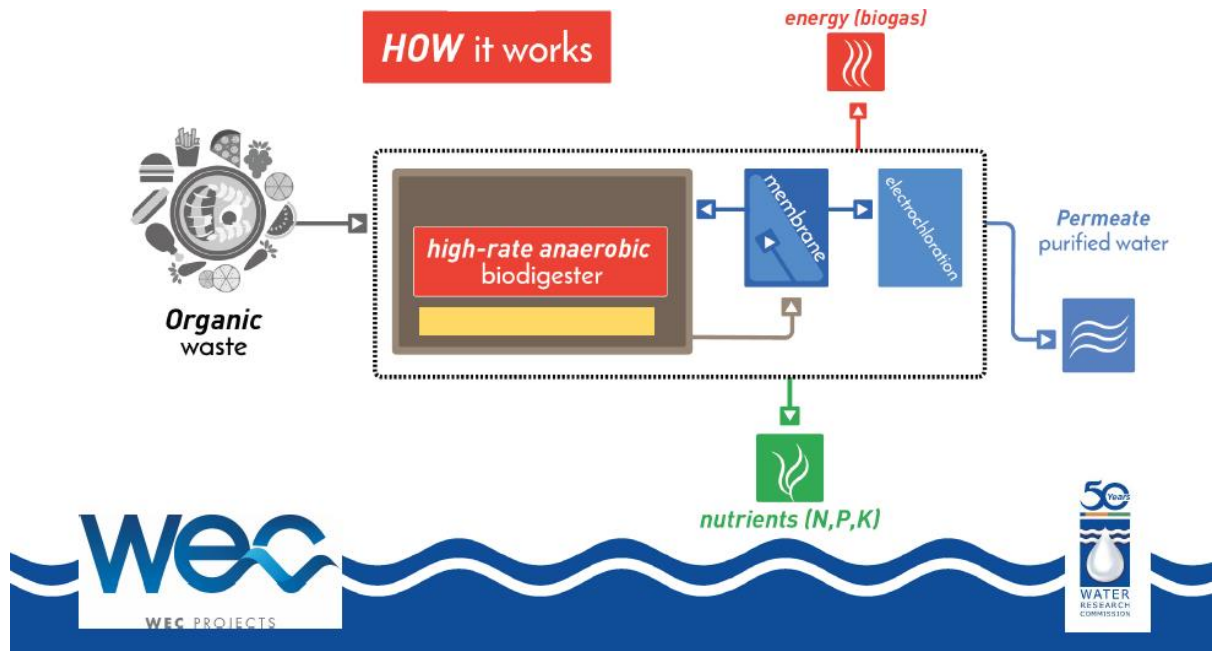 HOW it works
energy (biogas)
Organic
waste
high-rate anaerobic
biodigester
membrane
electrochloration
Permeate
purified water
nutrients (N,P,K)
wec
WEC PROJECTS
50
Years
WATER
RESEARCH
COMMISSION